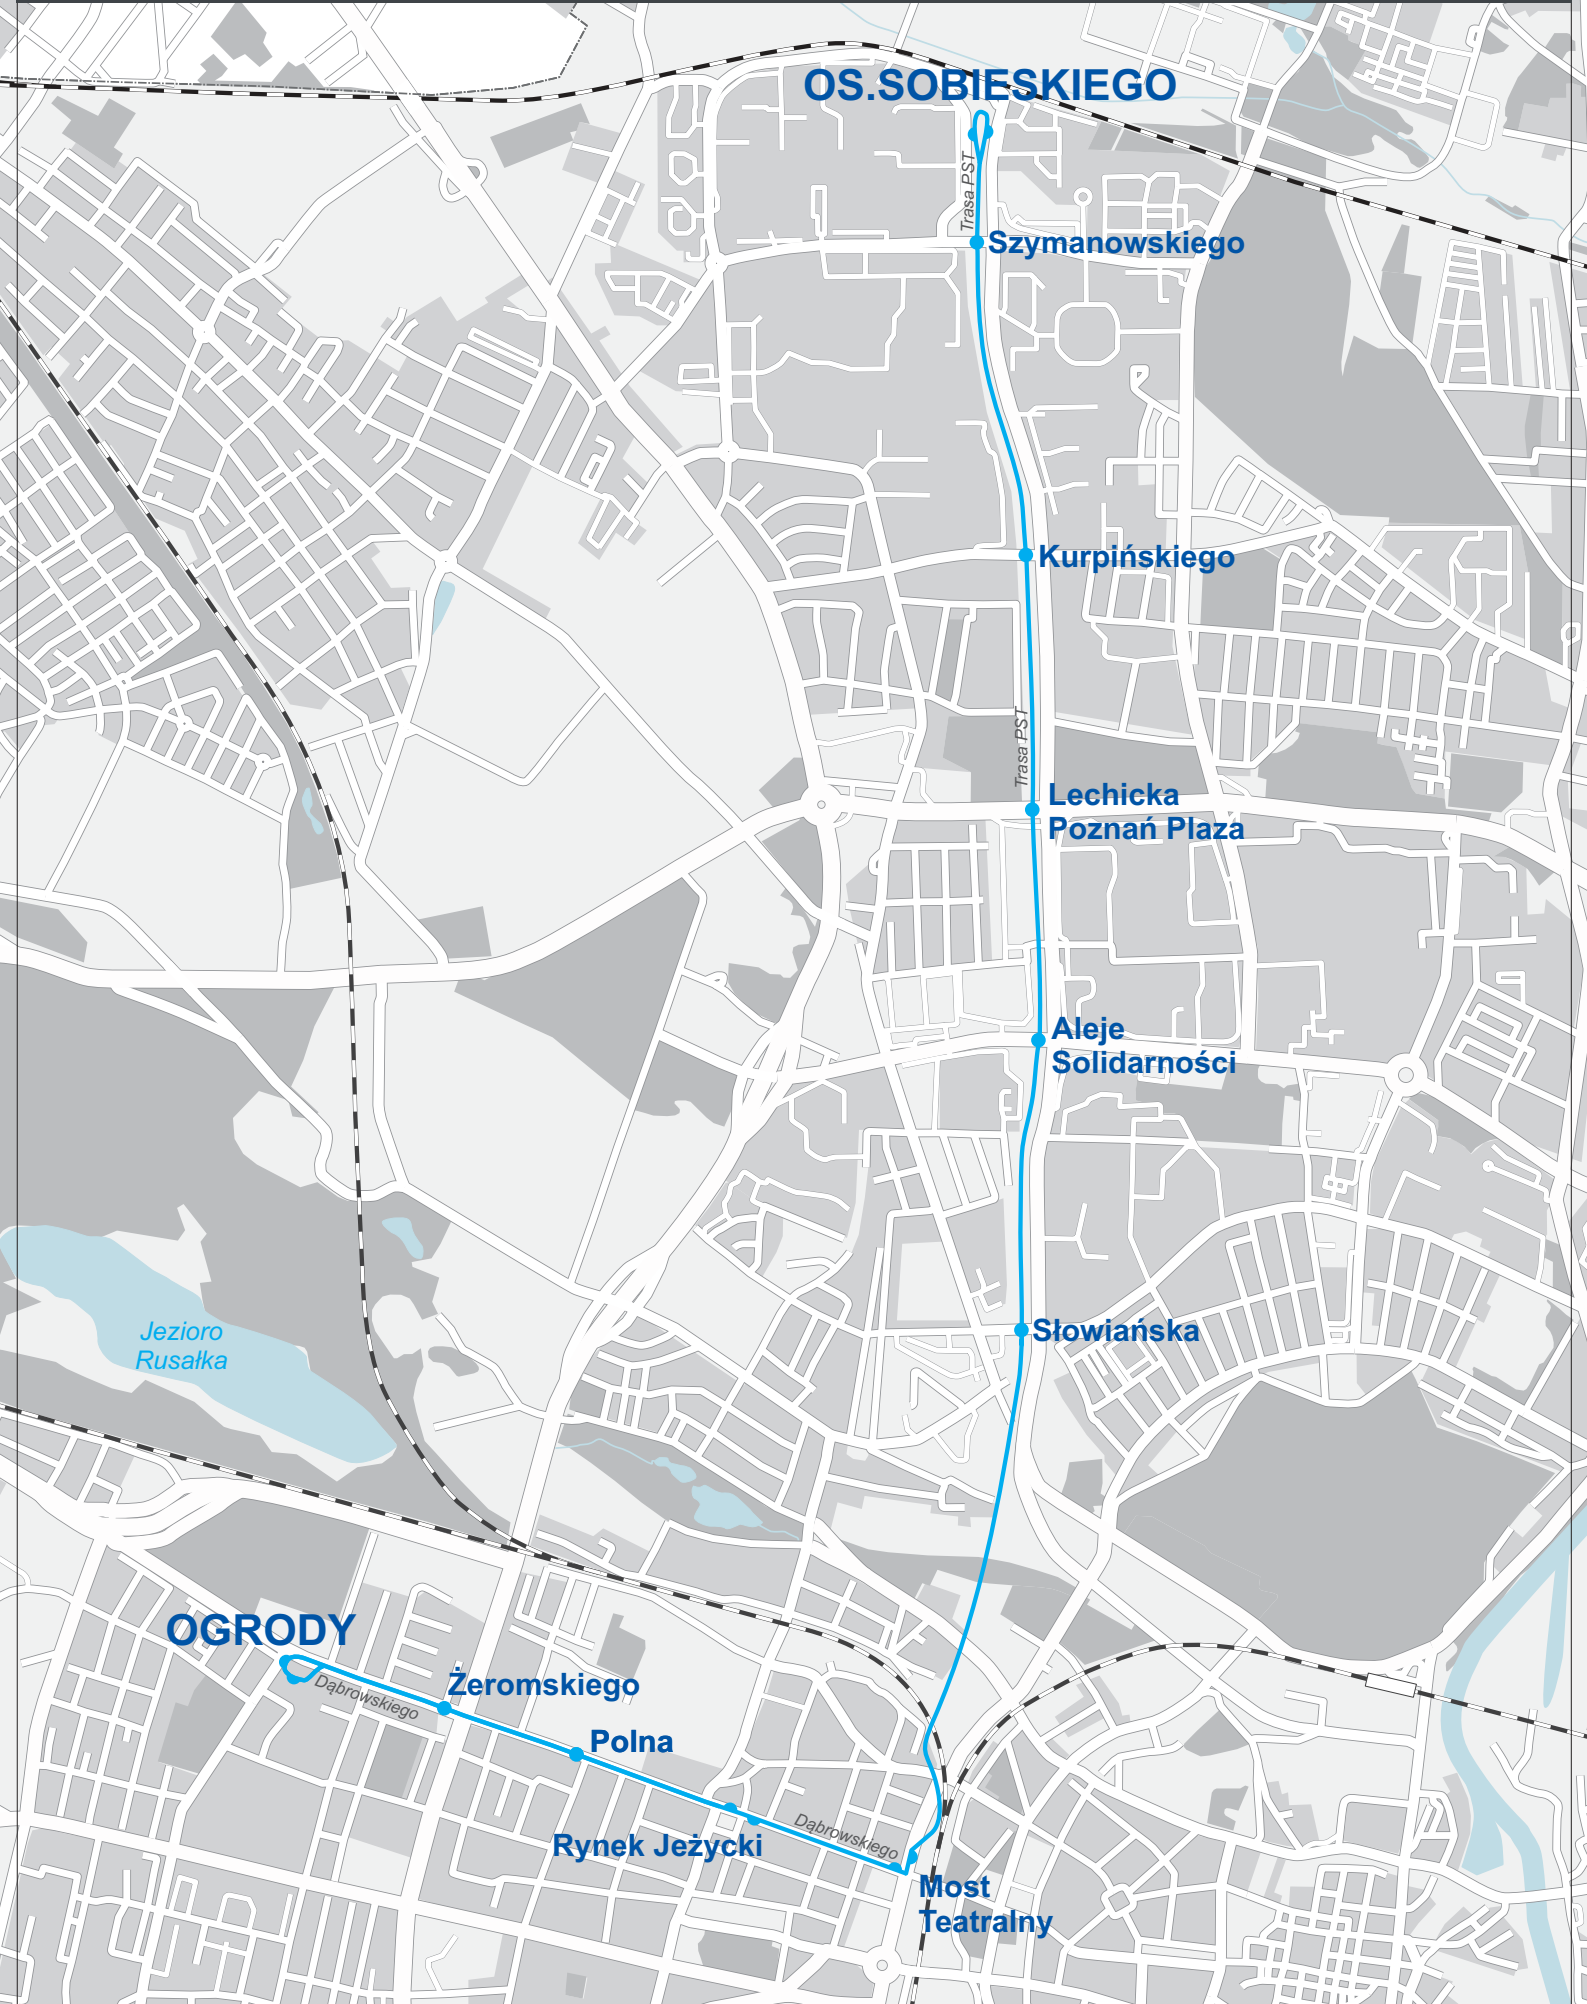 OS.SOBIESKIEGO
Trasa PST
Szymanowskiego
Kurpińskiego
Trasa PST
Lechicka
Poznań Plaza
Aleje
Solidarności
Jezioro
Rusałka
Słowiańska
OGRODY
Dąbrowskiego
Żeromskiego
Polna
Rynek Jeżycki
Dąbrowskiego
Most
Teatralny